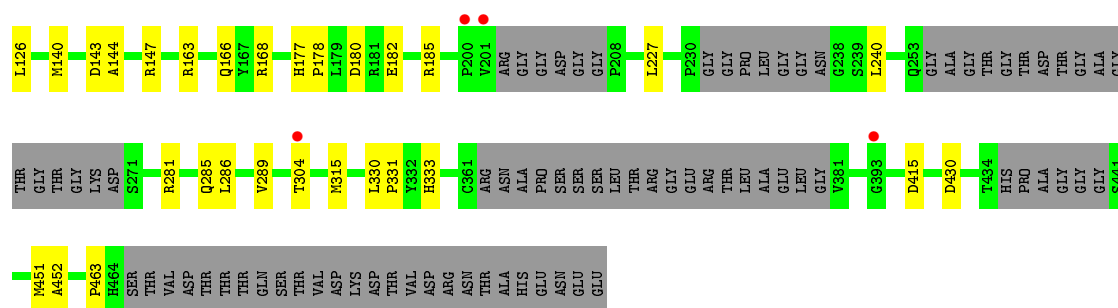 L126 M140 D143 A144 R147 R163 Q166 Y167 R168 H177 P178 L179 D180 R181 E182 R185 P200 V201 ARG GLY GLY ASP GLY GLY P208 L227 P230 GLY GLY PRO LEU GLY GLY ASN G238 S239 L240 Q253 GLY ALA GLY THR GLY THR ASP THR GLY ALA GLY
THR GLY THR GLY LYS ASP S271 R281 Q285 L286 V289 T304 M315 L330 P331 Y332 H333 C361 ARG ASN ALA PRO SER SER SER LEU THR ARG GLY GLU ARG THR LEU ALA GLU LEU GLY V381 G393 D415 D430 T434 HIS PRO ALA GLY GLY GLY S441
M451 A452 P463 H464 SER THR VAL ASP THR THR THR GLN SER THR VAL ASP LYS ASP THR VAL ASP ARG ASN THR ALA HIS GLU ASN GLU GLU